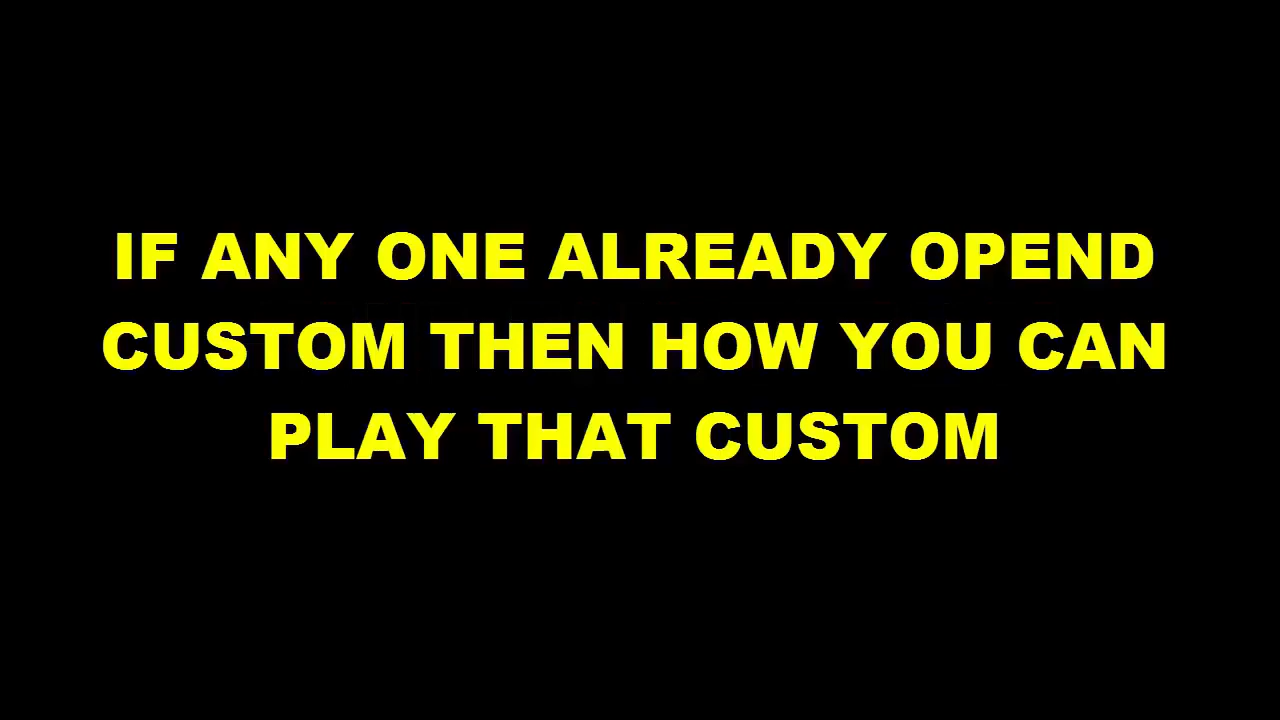 IF ANY ONE ALREADY OPEND
CUSTOM THEN HOW YOU CAN
PLAY THAT CUSTOM